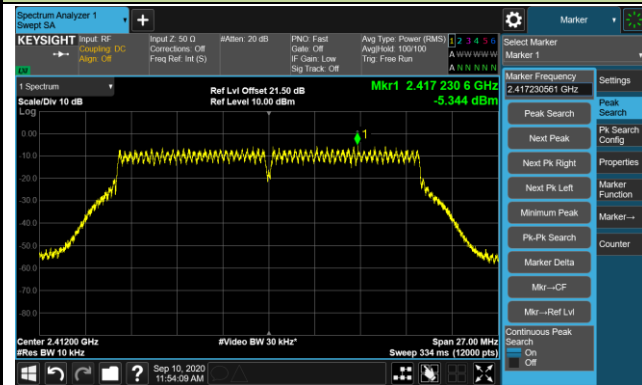 Spectrum Analyzer 1
Swept SA
Marker
KEYSIGHT
Input: RF
Coupling: DC
Align: Off
Input Z: 50 Ω
Corrections: Off
Freq Ref: Int (S)
#Atten: 20 dB
PNO: Fast
Gate: Off
IF Gain: Low
Sig Track: Off
Avg Type: Power (RMS)
Avg|Hold: 100/100
Trig: Free Run
1 2 3 4 5 6
A W W W W W
A N N N N N
LXI
Select Marker
Marker 1
1 Spectrum
Scale/Div 10 dB
Log
Ref Lvl Offset 21.50 dB
Ref Level 10.00 dBm
Mkr1 2.417 230 6 GHz
-5.344 dBm
1
0.00
-10.0
-20.0
-30.0
-40.0
-50.0
-60.0
-70.0
-80.0
Center 2.41200 GHz
#Res BW 10 kHz
#Video BW 30 kHz*
Span 27.00 MHz
Sweep 334 ms (12000 pts)
Marker Frequency
2.417230561 GHz
Peak Search
Next Peak
Next Pk Right
Next Pk Left
Minimum Peak
Pk-Pk Search
Marker Delta
Mkr→CF
Mkr→Ref Lvl
Continuous Peak
Search
On
Off
Settings
Peak
Search
Pk Search
Config
Properties
Marker
Function
Marker→
Counter
?
Sep 10, 2020
11:54:09 AM